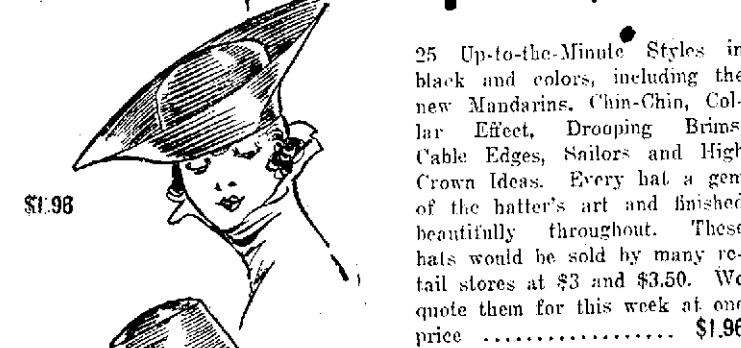 25 Up-to-the-Minute Styles in
black and colors, including the
new Mandarins, Chin-Chin, Col-
lar Effect, Drooping Brims,
Cable Edges, Sailors and High
Crown Ideas. Every hat a gem
of the hatter's art and finished
beautifully throughout. These
hats would be sold by many re-
tail stores at $3 and $3.50. We
quote them for this week at one
price .................. $1.96
$1.96